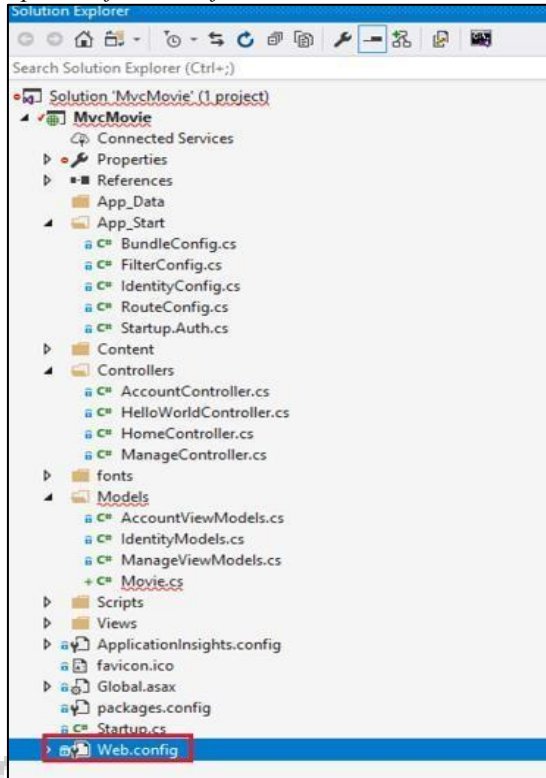 Solution Explorer
Search Solution Explorer (Ctrl+;)
Solution 'MvcMovie' (1 project)
MvcMovie
Connected Services
Properties
References
App_Data
App_Start
C# BundleConfig.cs
C# FilterConfig.cs
C# IdentityConfig.cs
C# RouteConfig.cs
C# Startup.Auth.cs
Content
Controllers
C# AccountController.cs
C# HelloWorldController.cs
C# HomeController.cs
C# ManageController.cs
fonts
Models
C# AccountViewModels.cs
C# IdentityModels.cs
C# ManageViewModels.cs
+ C# Movie.cs
Scripts
Views
ApplicationInsights.config
favicon.ico
Global.asax
packages.config
C# Startup.cs
Web.config